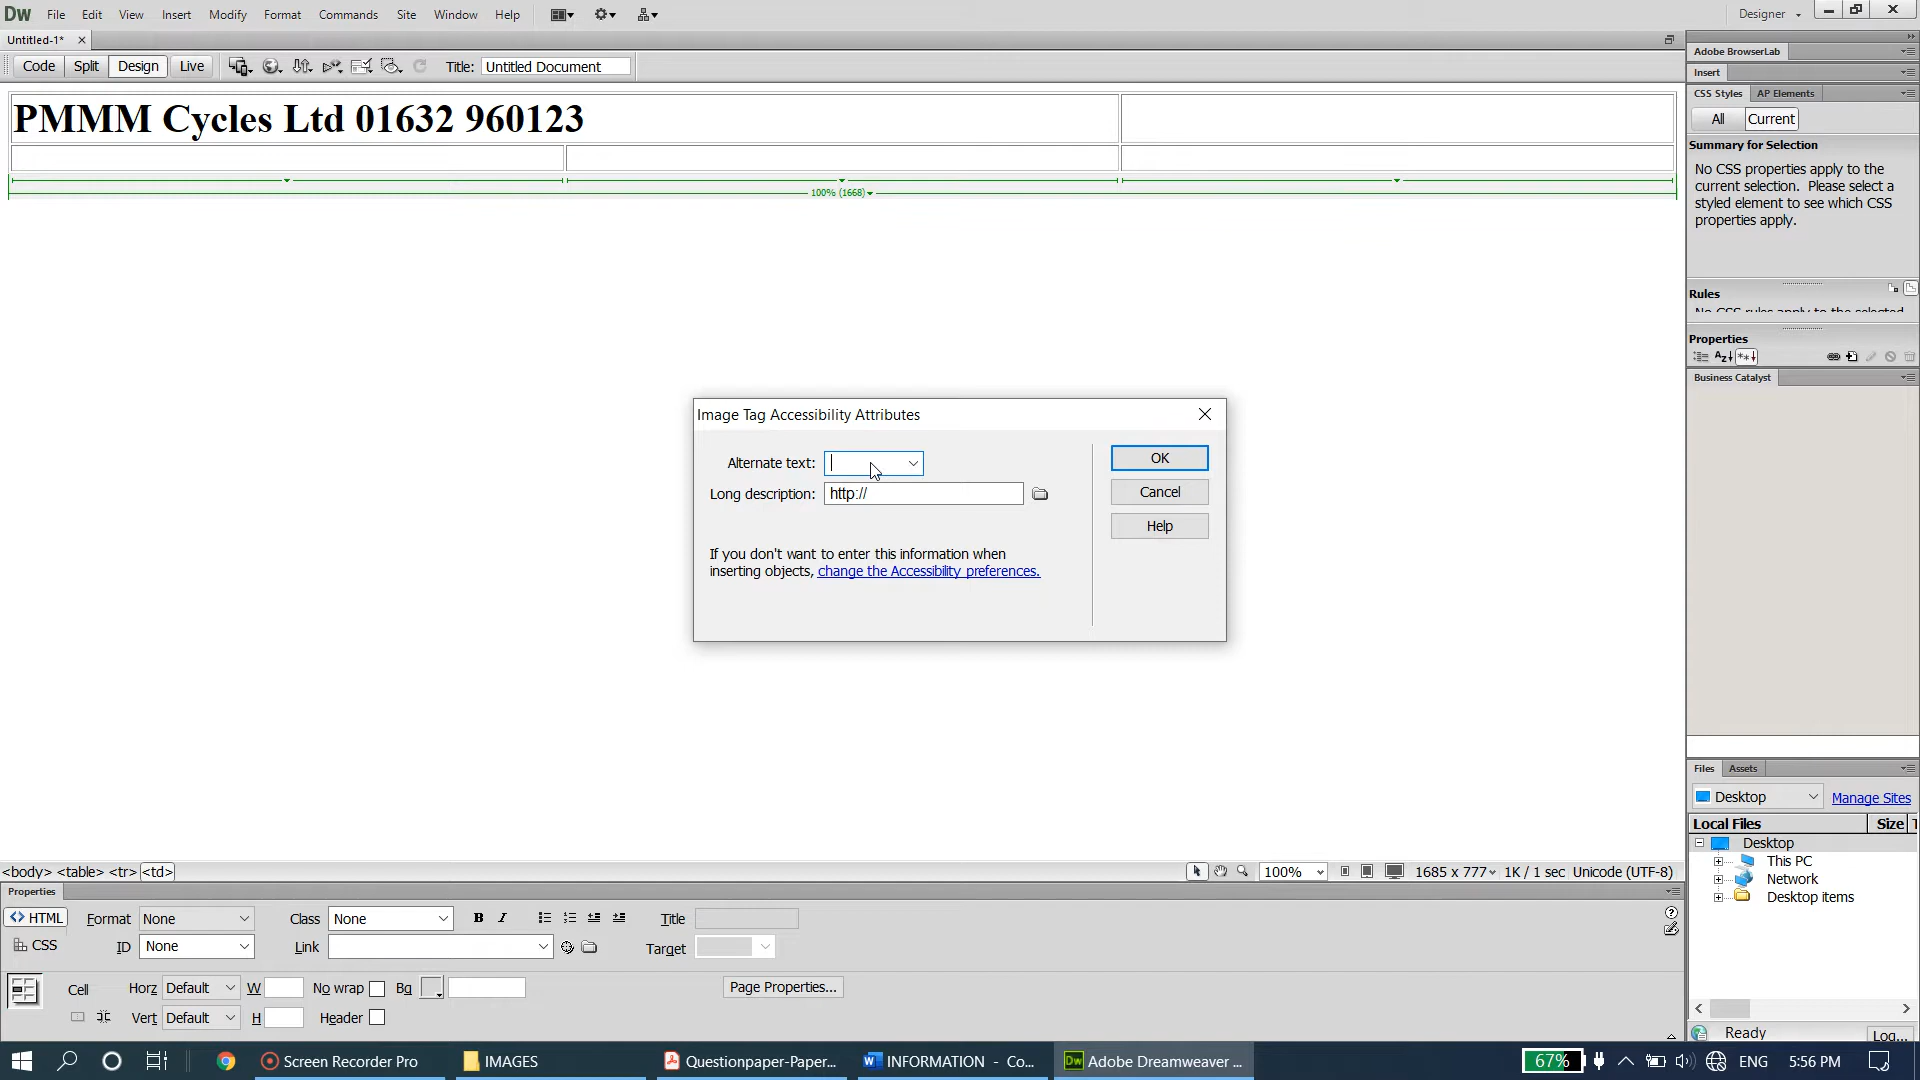 Dw File Edit View Insert Modify Format Commands Site Window Help Designer
Untitled-1*
Code Split Design Live Title: Untitled Document
PMMM Cycles Ltd 01632 960123
100% (1668)
Image Tag Accessibility Attributes
Alternate text:
Long description: http://
OK
Cancel
Help
If you don't want to enter this information when
inserting objects, change the Accessibility preferences.
Adobe BrowserLab
Insert
CSS Styles AP Elements
All Current
Summary for Selection
No CSS properties apply to the
current selection. Please select a
styled element to see which CSS
properties apply.
Rules
No CSS rules apply to the selected
Properties
Business Catalyst
Files Assets
Desktop Manage Sites
Local Files Size T
Desktop
This PC
Network
Desktop items
Ready Log...
<body> <table> <tr> <td> 100% 1685 x 777 1K / 1 sec Unicode (UTF-8)
Properties
<> HTML Format None Class None B I Title
CSS ID None Link Target
Cell Horz Default W No wrap Bg Page Properties...
Vert Default H Header
Screen Recorder Pro IMAGES Questionpaper-Paper... INFORMATION - Co... Adobe Dreamweaver ... 67% ENG 5:56 PM